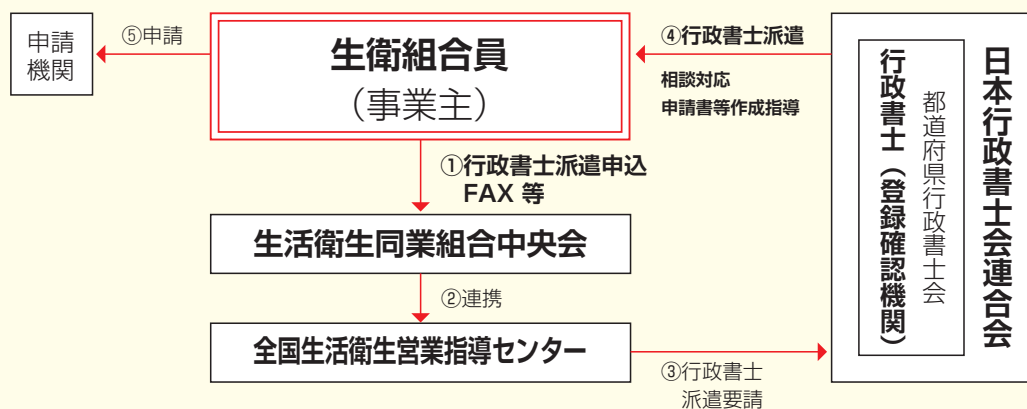 申請
機関
⑤申請
生衛組合員
（事業主）
④行政書士派遣
相談対応
申請書等作成指導
①行政書士派遣申込
FAX 等
生活衛生同業組合中央会
②連携
全国生活衛生営業指導センター
③行政書士
派遣要請
日本行政書士会連合会
都道府県行政書士会
行政書士（登録確認機関）